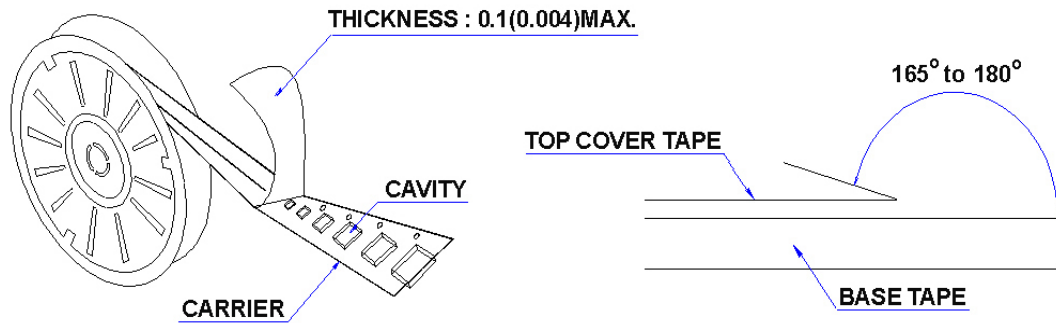 THICKNESS : 0.1(0.004)MAX.
CAVITY
CARRIER
165° to 180°
TOP COVER TAPE
BASE TAPE